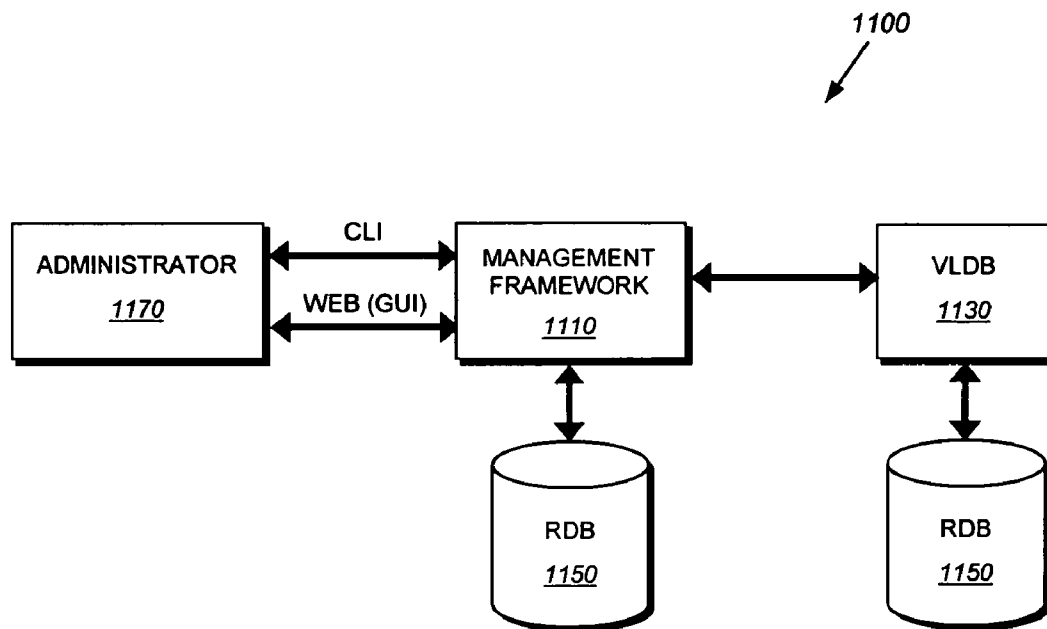 1100
ADMINISTRATOR
1170
CLI
WEB (GUI)
MANAGEMENT
FRAMEWORK
1110
VLDB
1130
RDB
1150
RDB
1150